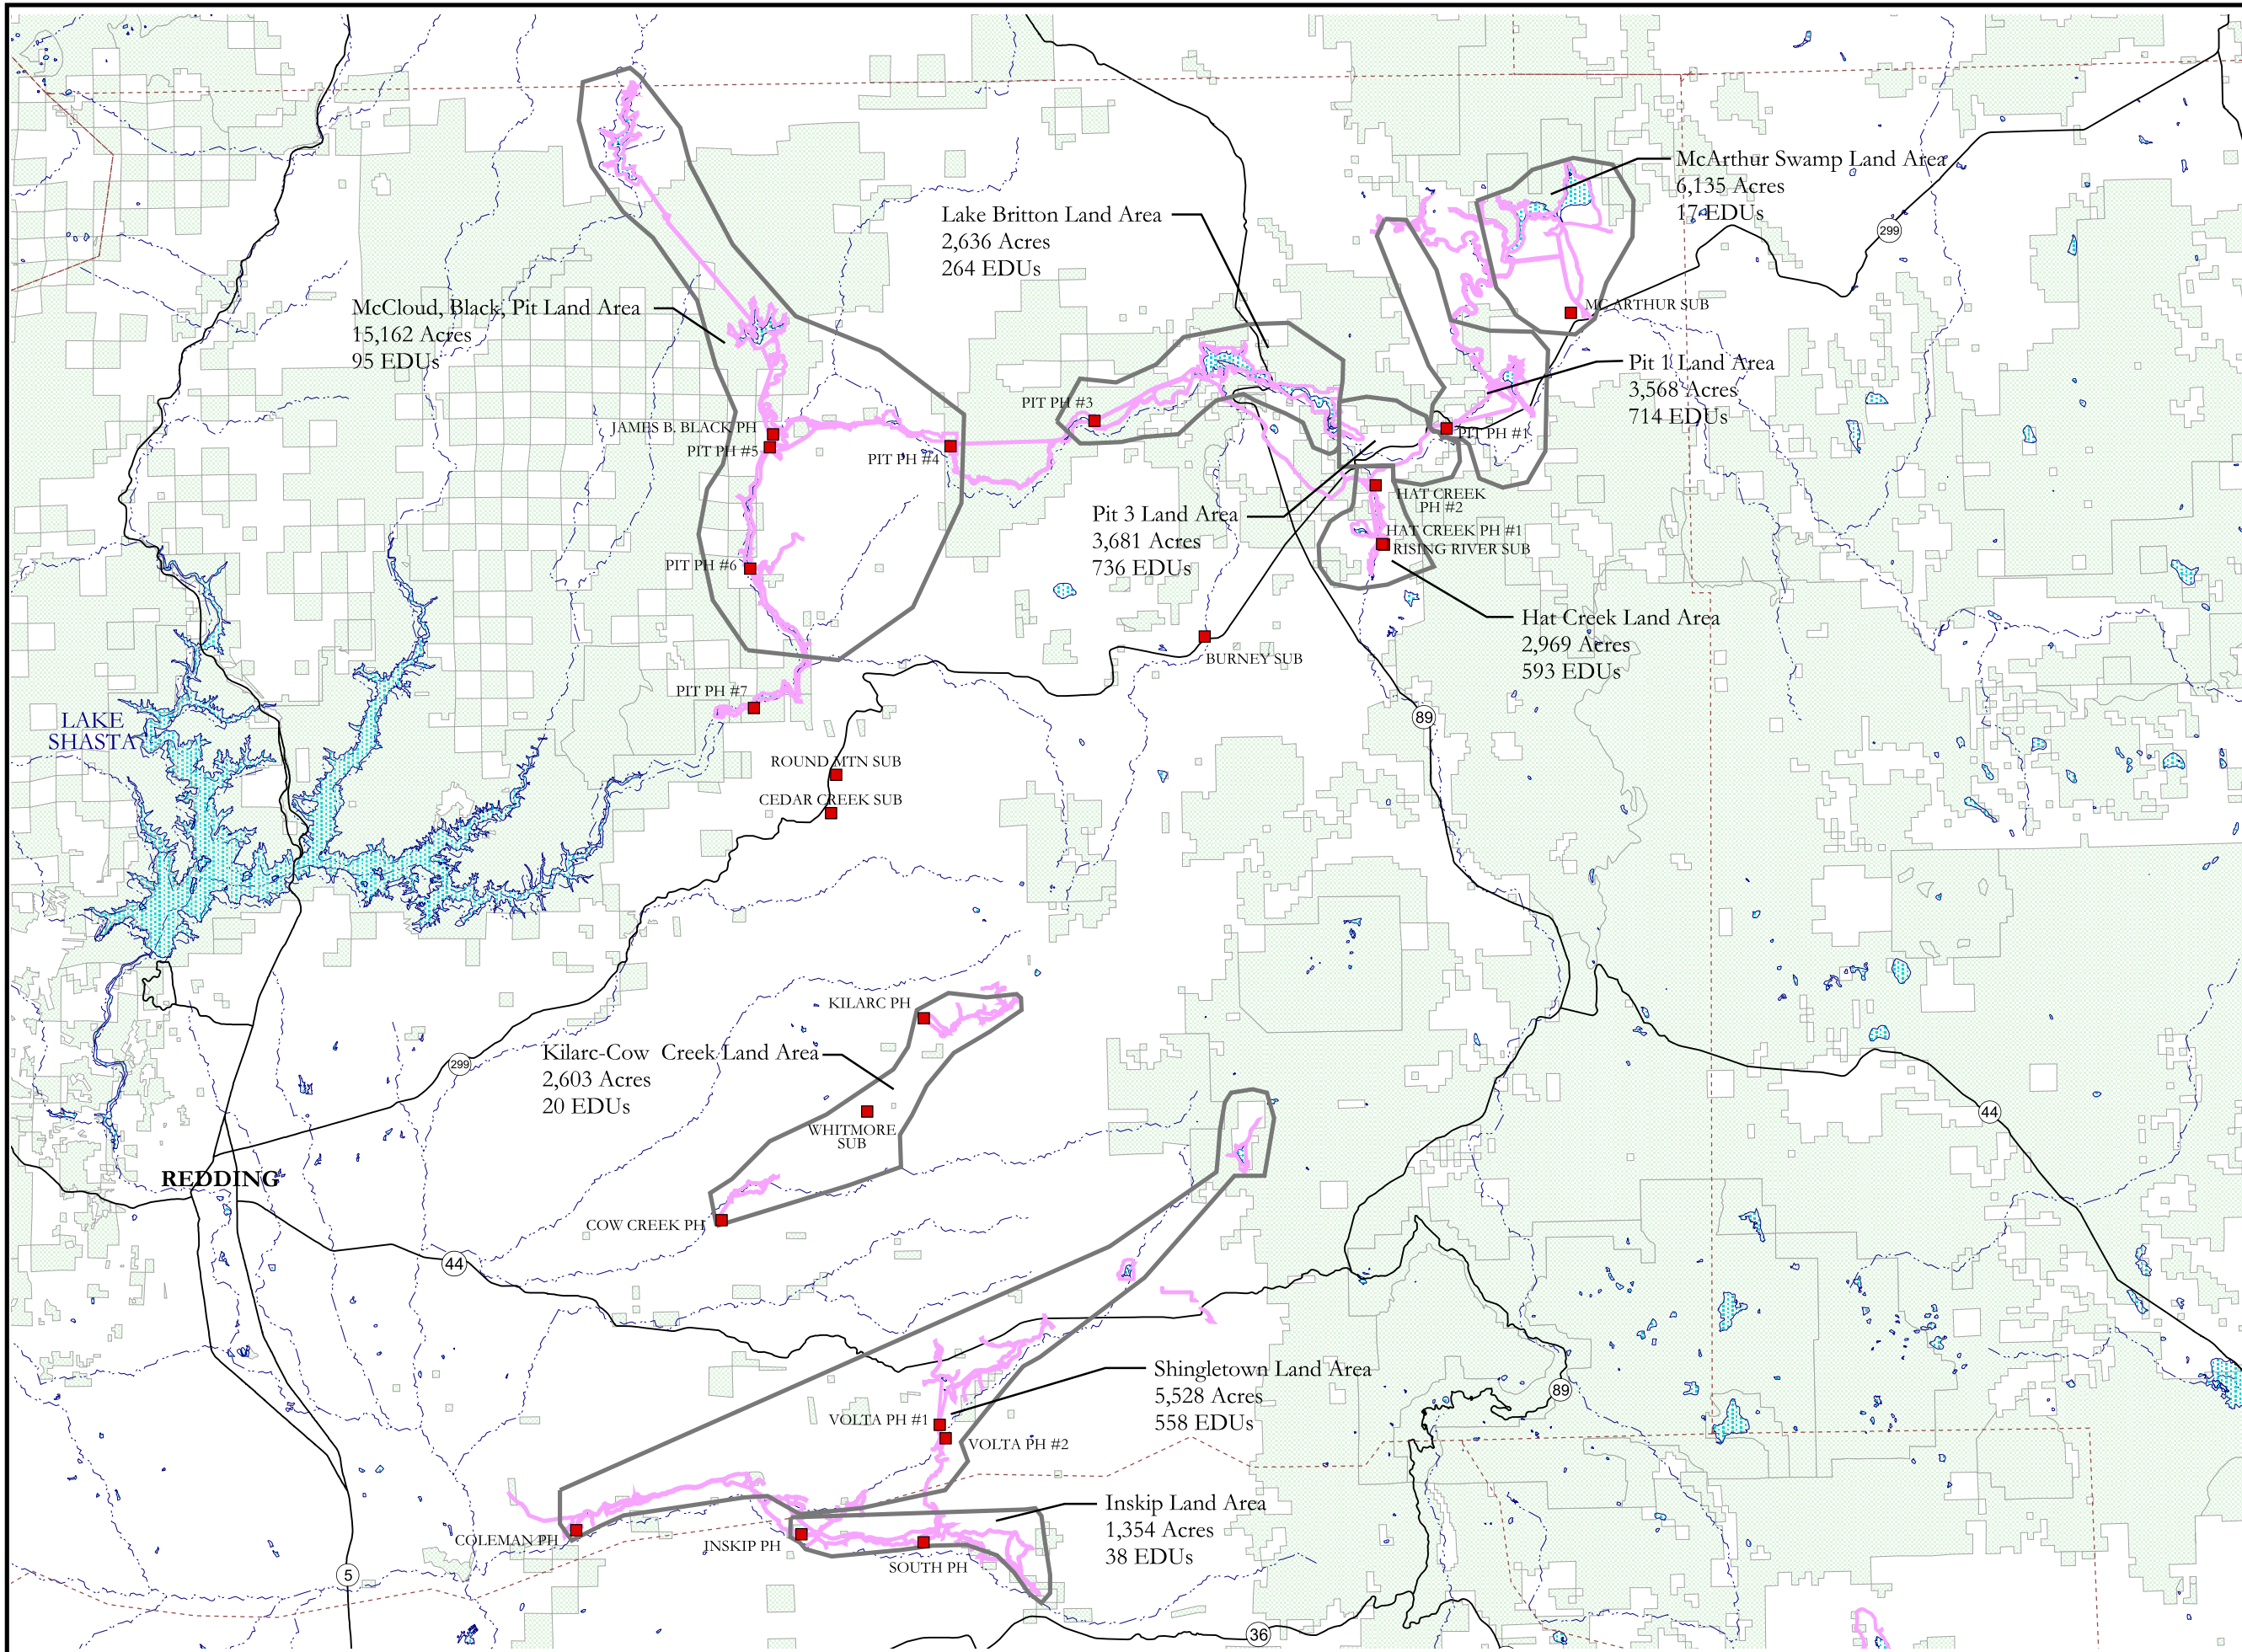 McArthur Swamp Land Area
6,135 Acres
17 EDUs
Lake Britton Land Area
2,636 Acres
264 EDUs
299
McCloud, Black, Pit Land Area
15,162 Acres
95 EDUs
MC ARTHUR SUB
Pit 1 Land Area
3,568 Acres
714 EDUs
PIT PH #3
JAMES B. BLACK PH
PIT PH #5
PIT PH #4
PIT PH #1
HAT CREEK
PH #2
Pit 3 Land Area
3,681 Acres
736 EDUs
HAT CREEK PH #1
RISING RIVER SUB
PIT PH #6
Hat Creek Land Area
2,969 Acres
593 EDUs
BURNEY SUB
PIT PH #7
LAKE
SHASTA
89
ROUND MTN SUB
CEDAR CREEK SUB
KILARC PH
299
Kilarc-Cow Creek Land Area
2,603 Acres
20 EDUs
44
WHITMORE
SUB
REDDING
COW CREEK PH
44
Shingletown Land Area
5,528 Acres
558 EDUs
89
VOLTA PH #1
VOLTA PH #2
Inskip Land Area
1,354 Acres
38 EDUs
COLEMAN PH
INSKIP PH
SOUTH PH
5
36